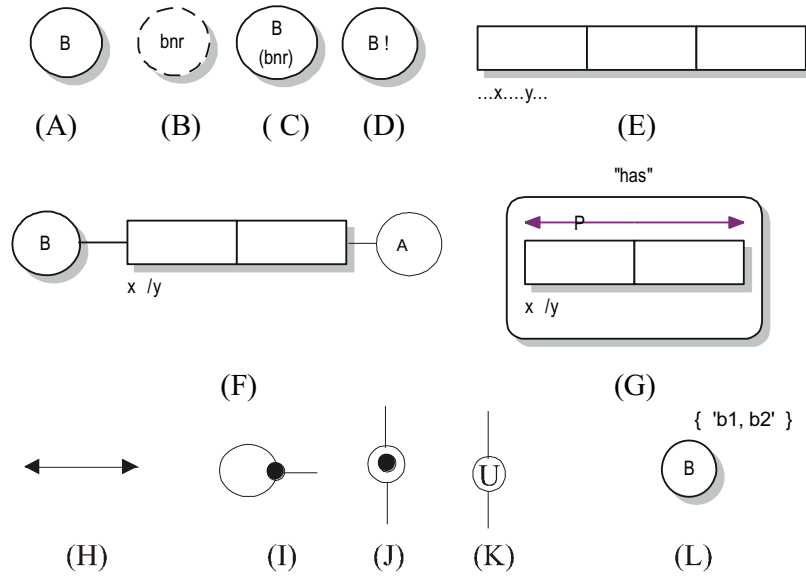 B
bnr
B
(bnr)
B !
...x....y...
(A)
(B)
( C)
(D)
(E)
"has"
P
B
A
x /y
x /y
(F)
(G)
{ 'b1, b2' }
U
B
(H)
(I)
(J)
(K)
(L)